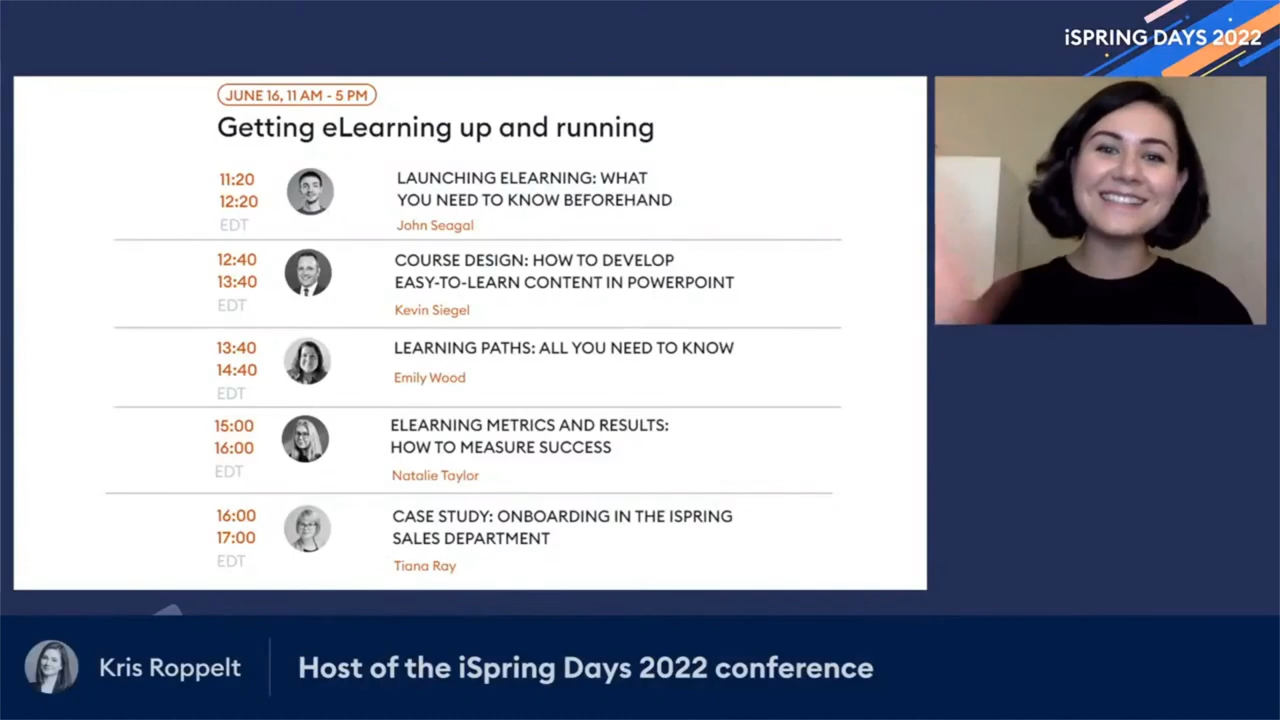 iSPRING DAYS 2022
JUNE 16, 11 AM - 5 PM
Getting eLearning up and running
11:20
12:20
EDT
LAUNCHING ELEARNING: WHAT
YOU NEED TO KNOW BEFOREHAND
John Seagal
12:40
13:40
EDT
COURSE DESIGN: HOW TO DEVELOP
EASY-TO-LEARN CONTENT IN POWERPOINT
Kevin Siegel
13:40
14:40
EDT
LEARNING PATHS: ALL YOU NEED TO KNOW
Emily Wood
15:00
16:00
EDT
ELEARNING METRICS AND RESULTS:
HOW TO MEASURE SUCCESS
Natalie Taylor
16:00
17:00
EDT
CASE STUDY: ONBOARDING IN THE ISPRING
SALES DEPARTMENT
Tiana Ray
Kris Roppelt
Host of the iSpring Days 2022 conference